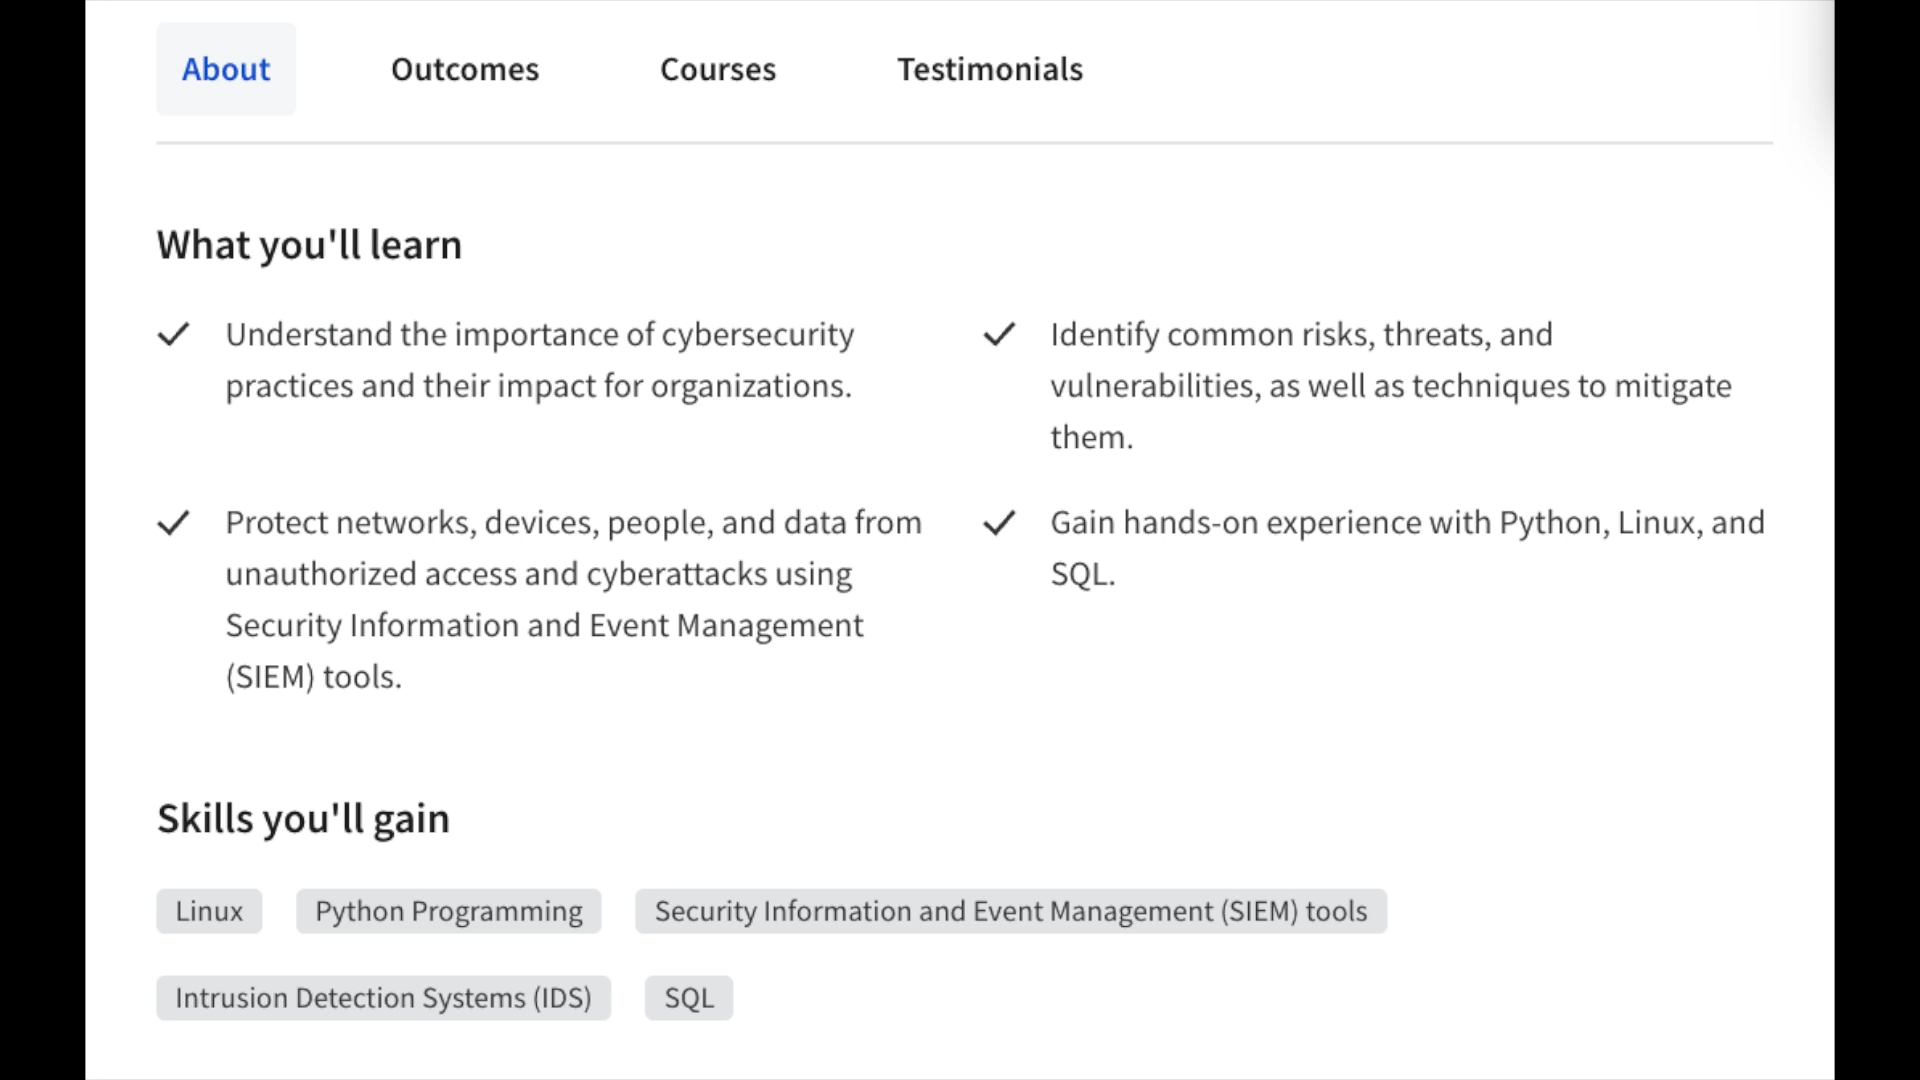 About Outcomes Courses Testimonials
What you'll learn
Understand the importance of cybersecurity
practices and their impact for organizations.
Identify common risks, threats, and
vulnerabilities, as well as techniques to mitigate
them.
Protect networks, devices, people, and data from
unauthorized access and cyberattacks using
Security Information and Event Management
(SIEM) tools.
Gain hands-on experience with Python, Linux, and
SQL.
Skills you'll gain
Linux Python Programming Security Information and Event Management (SIEM) tools
Intrusion Detection Systems (IDS) SQL